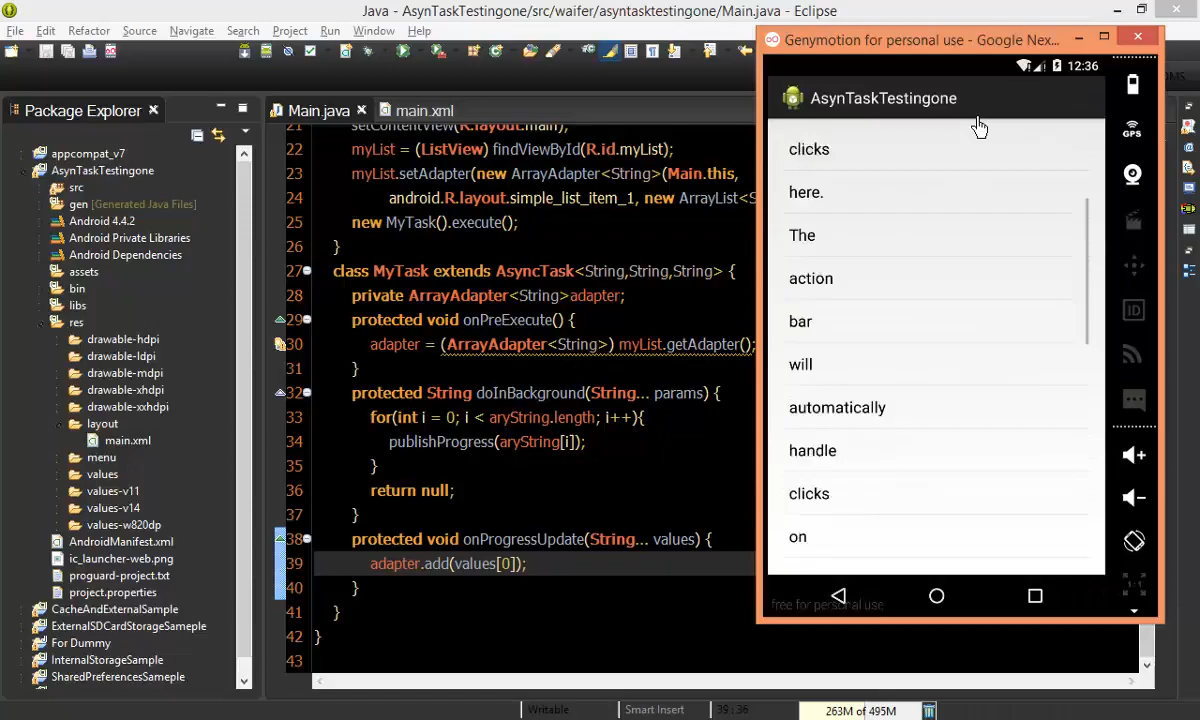 Java - AsynTaskTestingone/src/waifer/asyntasktestingone/Main.java - Eclipse
File Edit Refactor Source Navigate Search Project Run Window Help
Package Explorer
appcompat_v7
AsynTaskTestingone
src
gen [Generated Java Files]
Android 4.4.2
Android Private Libraries
Android Dependencies
assets
bin
libs
res
drawable-hdpi
drawable-ldpi
drawable-mdpi
drawable-xhdpi
drawable-xxhdpi
layout
main.xml
menu
values
values-v11
values-v14
values-w820dp
AndroidManifest.xml
ic_launcher-web.png
proguard-project.txt
project.properties
CacheAndExternalSample
ExternalSDCardStorageSameple
For Dummy
InternalStorageSample
SharedPreferencesSameple
Main.java main.xml
21 setContentView(R.layout.main);
22 myList = (ListView) findViewById(R.id.myList);
23 myList.setAdapter(new ArrayAdapter<String>(Main.this,
24 android.R.layout.simple_list_item_1, new ArrayList<S
25 new MyTask().execute();
26 }
27 class MyTask extends AsyncTask<String,String,String> {
28 private ArrayAdapter<String>adapter;
29 protected void onPreExecute() {
30 adapter = (ArrayAdapter<String>) myList.getAdapter();
31 }
32 protected String doInBackground(String... params) {
33 for(int i = 0; i < aryString.length; i++){
34 publishProgress(aryString[i]);
35 }
36 return null;
37 }
38 protected void onProgressUpdate(String... values) {
39 adapter.add(values[0]);
40 }
41 }
42 }
43
Genymotion for personal use - Google Nex...
12:36
AsynTaskTestingone
clicks
here.
The
action
bar
will
automatically
handle
clicks
on
free for personal use
GPS
ID
1:1
Writable Smart Insert 39 : 36 263M of 495M